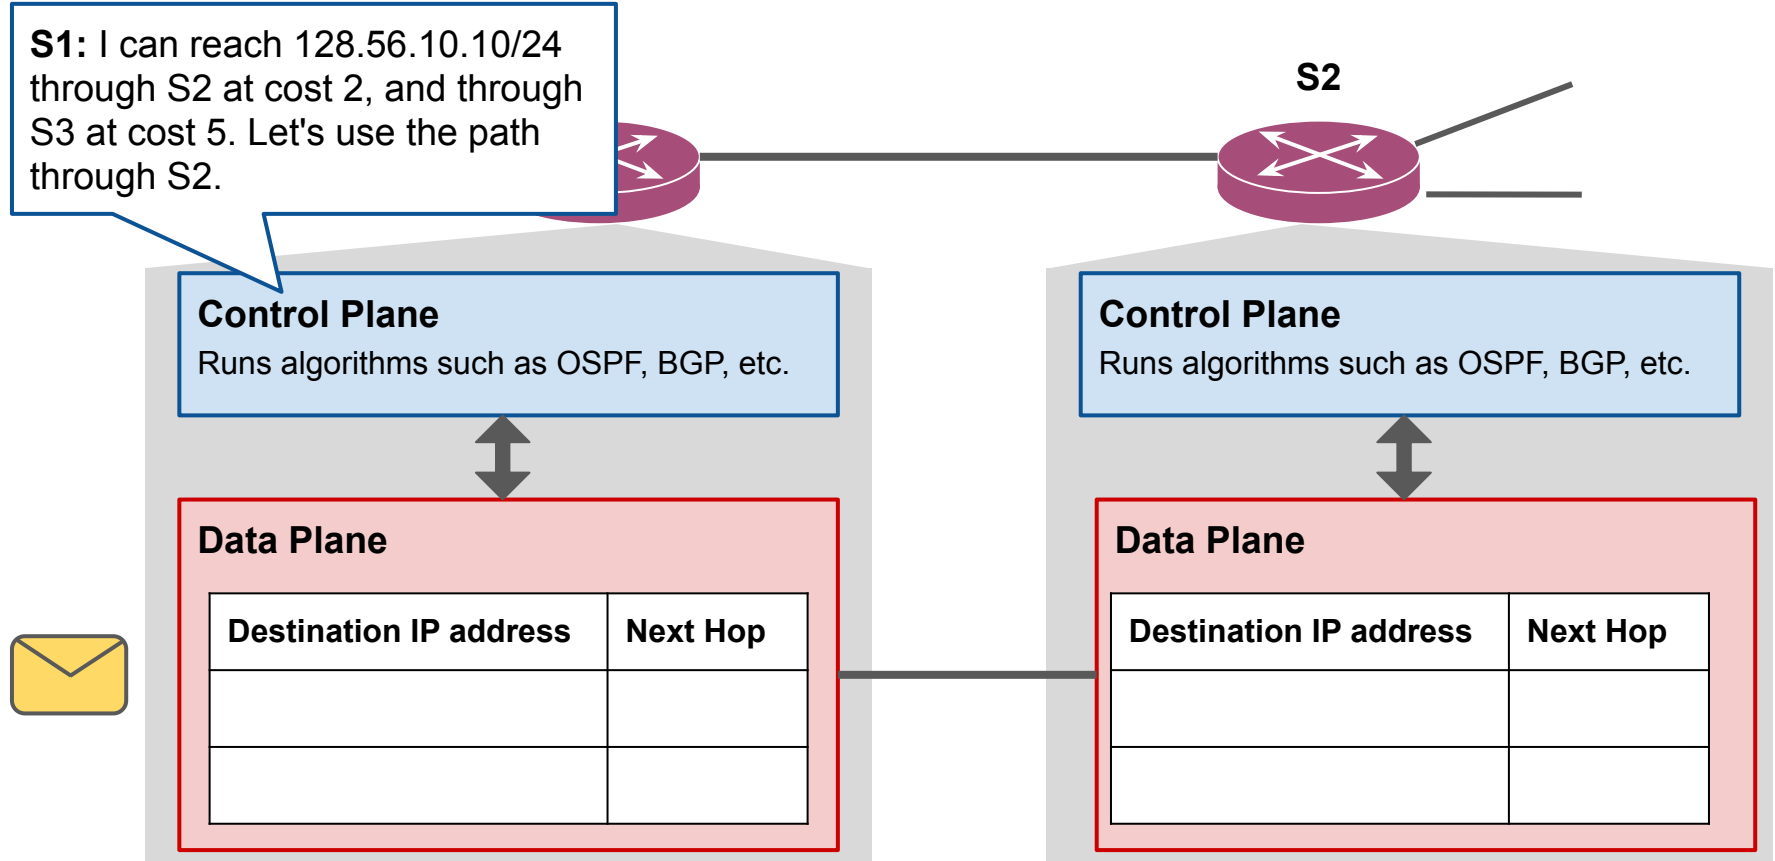 S1: I can reach 128.56.10.10/24
through S2 at cost 2, and through
S3 at cost 5. Let's use the path
through S2.
S2
Control Plane
Runs algorithms such as OSPF, BGP, etc.
Control Plane
Runs algorithms such as OSPF, BGP, etc.
Data Plane
Destination IP address Next Hop
Data Plane
Destination IP address Next Hop